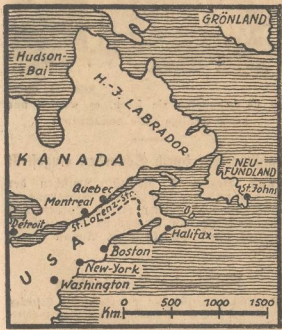 GRÖNLAND
Hudson-
Bai
H.-J. LABRADOR
KANADA
NEU-
FUNDLAND
St. Johns
Quebec
Montreal
St. Lorenz-Str.
Detroit
Halifax
USA
Boston
New-York
Washington
Km. 0 500 1000 1500